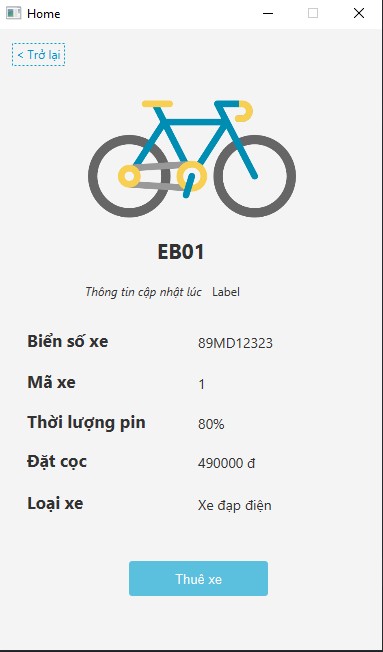 Home
< Trở lại
EB01
Thông tin cập nhật lúc Label
Biển số xe 89MD12323
Mã xe 1
Thời lượng pin 80%
Đặt cọc 490000 đ
Loại xe Xe đạp điện
Thuê xe